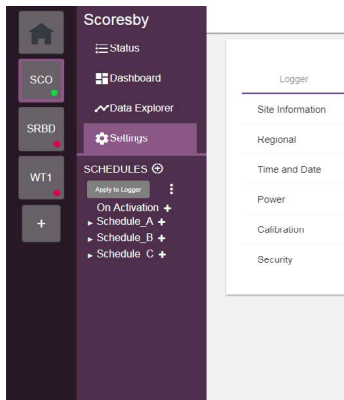 SCO
SRBD
WT1
+
Scoresby
Status
Dashboard
Data Explorer
Settings
SCHEDULES
Apply to Logger
On Activation +
Schedule_A +
Schedule_B +
Schedule_C +
Logger
Site Information
Regional
Time and Date
Power
Calibration
Security